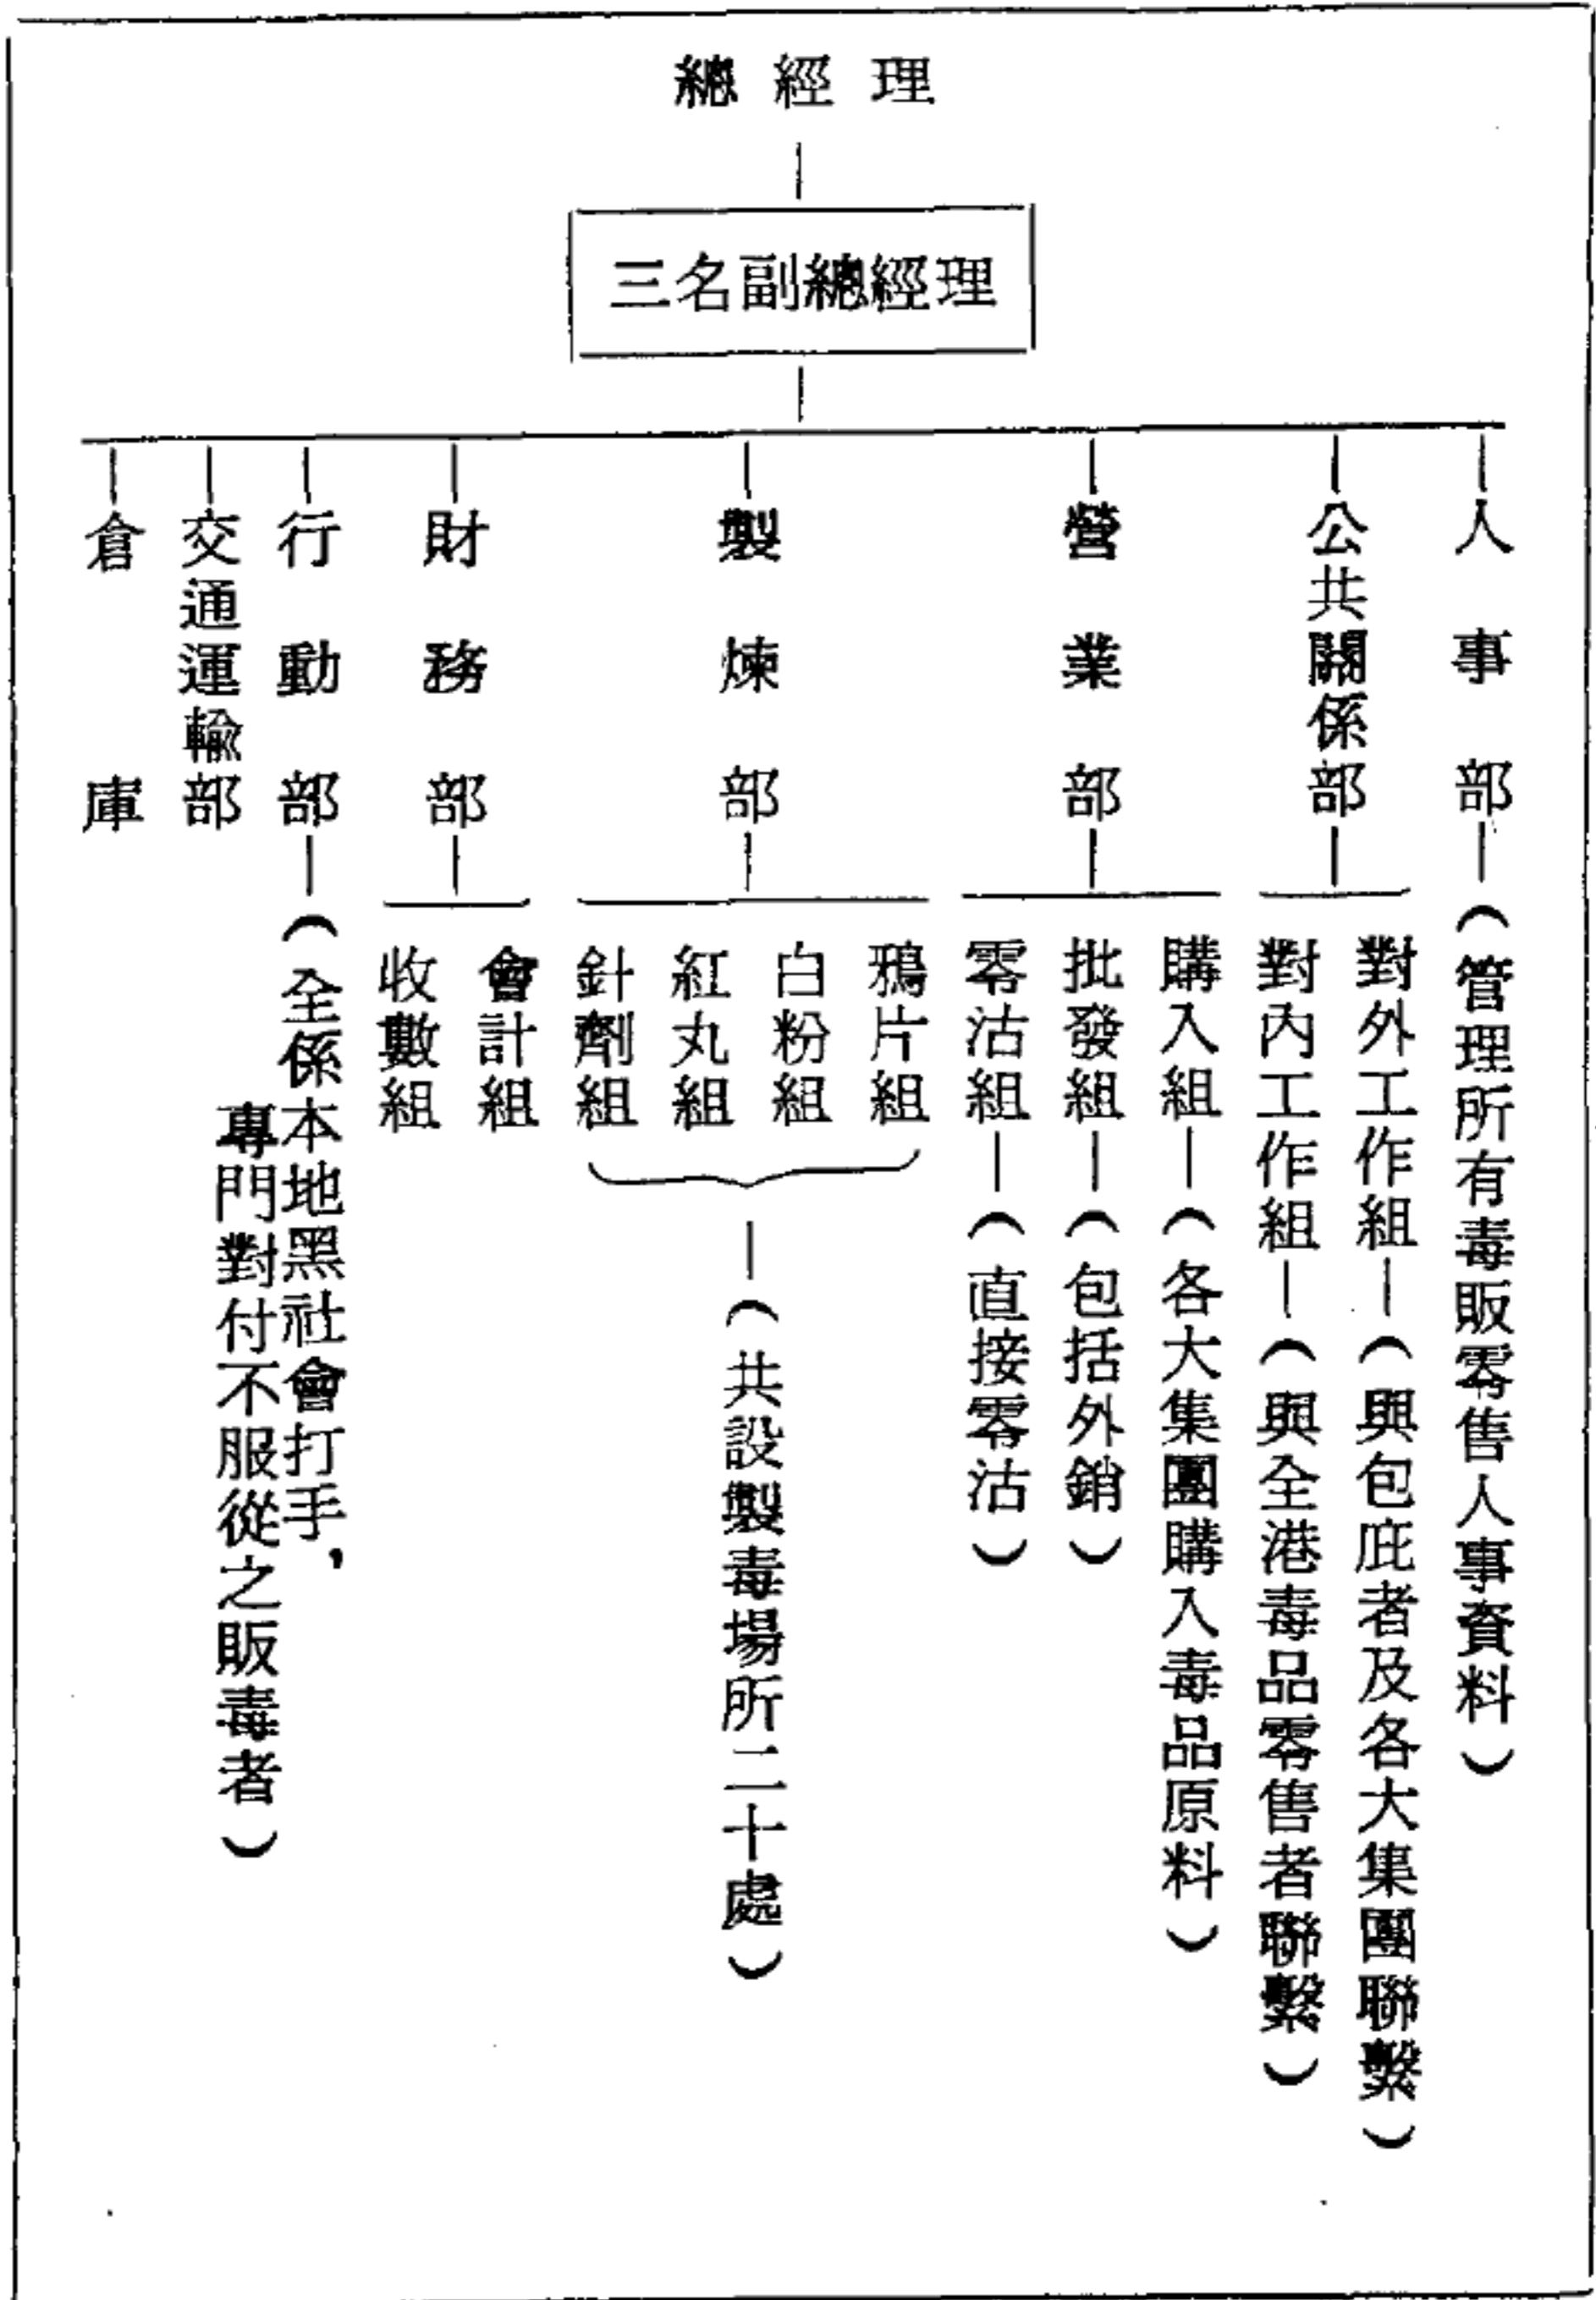 總經理
三名副總經理
人事部
(管理所有毒販零售人事資料)
公共關係部
對外工作組
(與包庇者及各大集團聯繫)
對內工作組
(與全港毒品零售者聯繫)
營業部
購入組
(各大集團購入毒品原料)
批發組
(包括外銷)
零沽組
(直接零沽)
製煉部
鴉片組
白粉組
紅丸組
針劑組
(共設製毒場所二十處)
財務部
會計組
收數組
行動部
(全係本地黑社會打手,
專門對付不服從之販毒者)
交通運輸部
倉庫